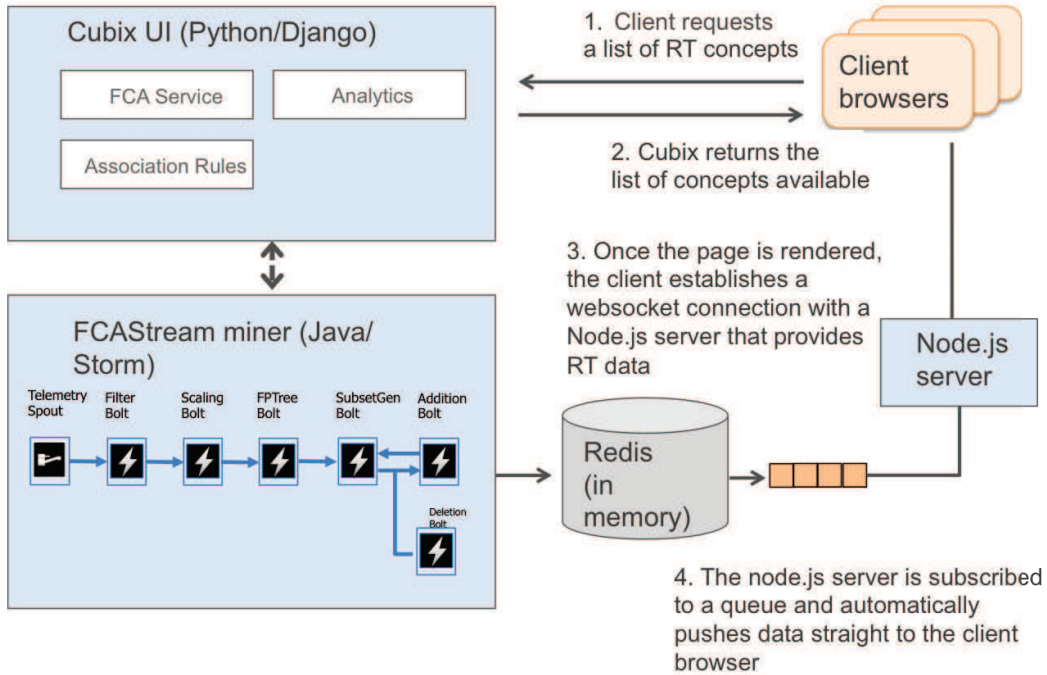 Cubix UI (Python/Django)
FCA Service
Analytics
Association Rules
1. Client requests
a list of RT concepts
Client
browsers
2. Cubix returns the
list of concepts available
3. Once the page is rendered,
the client establishes a
websocket connection with a
Node.js server that provides
RT data
Node.js
server
FCAStream miner (Java/
Storm)
Telemetry
Spout
Filter
Bolt
Scaling
Bolt
FPTree
Bolt
SubsetGen
Bolt
Addition
Bolt
Deletion
Bolt
Redis
(in
memory)
4. The node.js server is subscribed
to a queue and automatically
pushes data straight to the client
browser